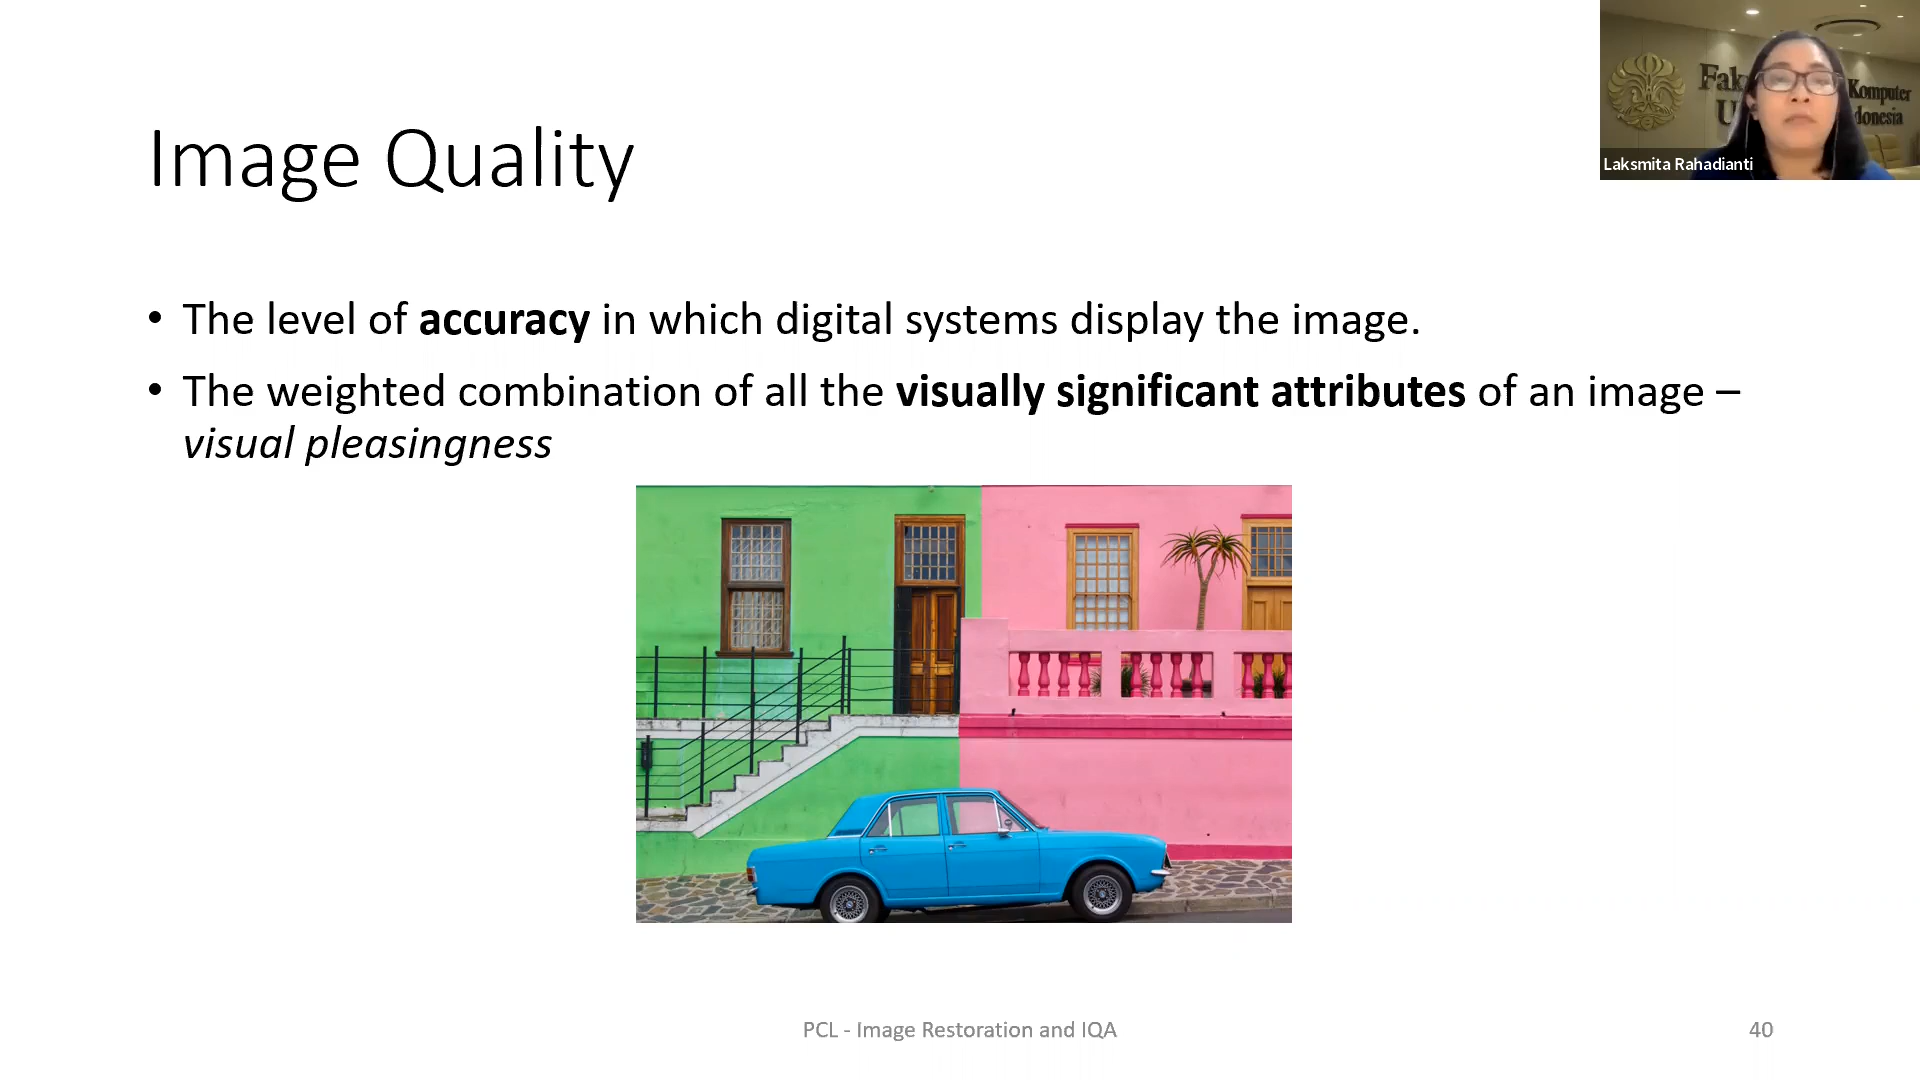 Image Quality
• The level of accuracy in which digital systems display the image.
• The weighted combination of all the visually significant attributes of an image –
visual pleasingness
Laksmita Rahadianti
Komputer
PCL - Image Restoration and IQA
40